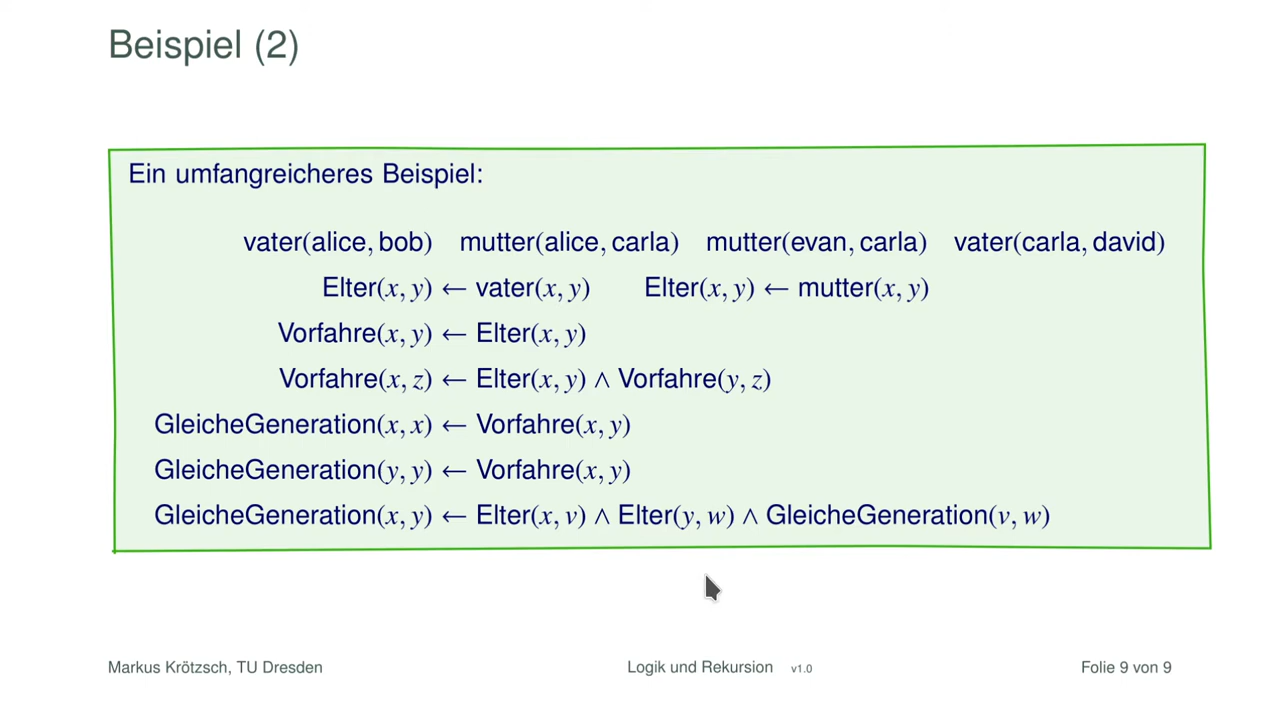 Beispiel (2)
Ein umfangreicheres Beispiel:
vater(alice, bob) mutter(alice, carla) mutter(evan, carla) vater(carla, david)
Elter(x, y) ← vater(x, y) Elter(x, y) ← mutter(x, y)
Vorfahre(x, y) ← Elter(x, y)
Vorfahre(x, z) ← Elter(x, y) ∧ Vorfahre(y, z)
GleicheGeneration(x, x) ← Vorfahre(x, y)
GleicheGeneration(y, y) ← Vorfahre(x, y)
GleicheGeneration(x, y) ← Elter(x, v) ∧ Elter(y, w) ∧ GleicheGeneration(v, w)
Markus Krötzsch, TU Dresden Logik und Rekursion v1.0 Folie 9 von 9